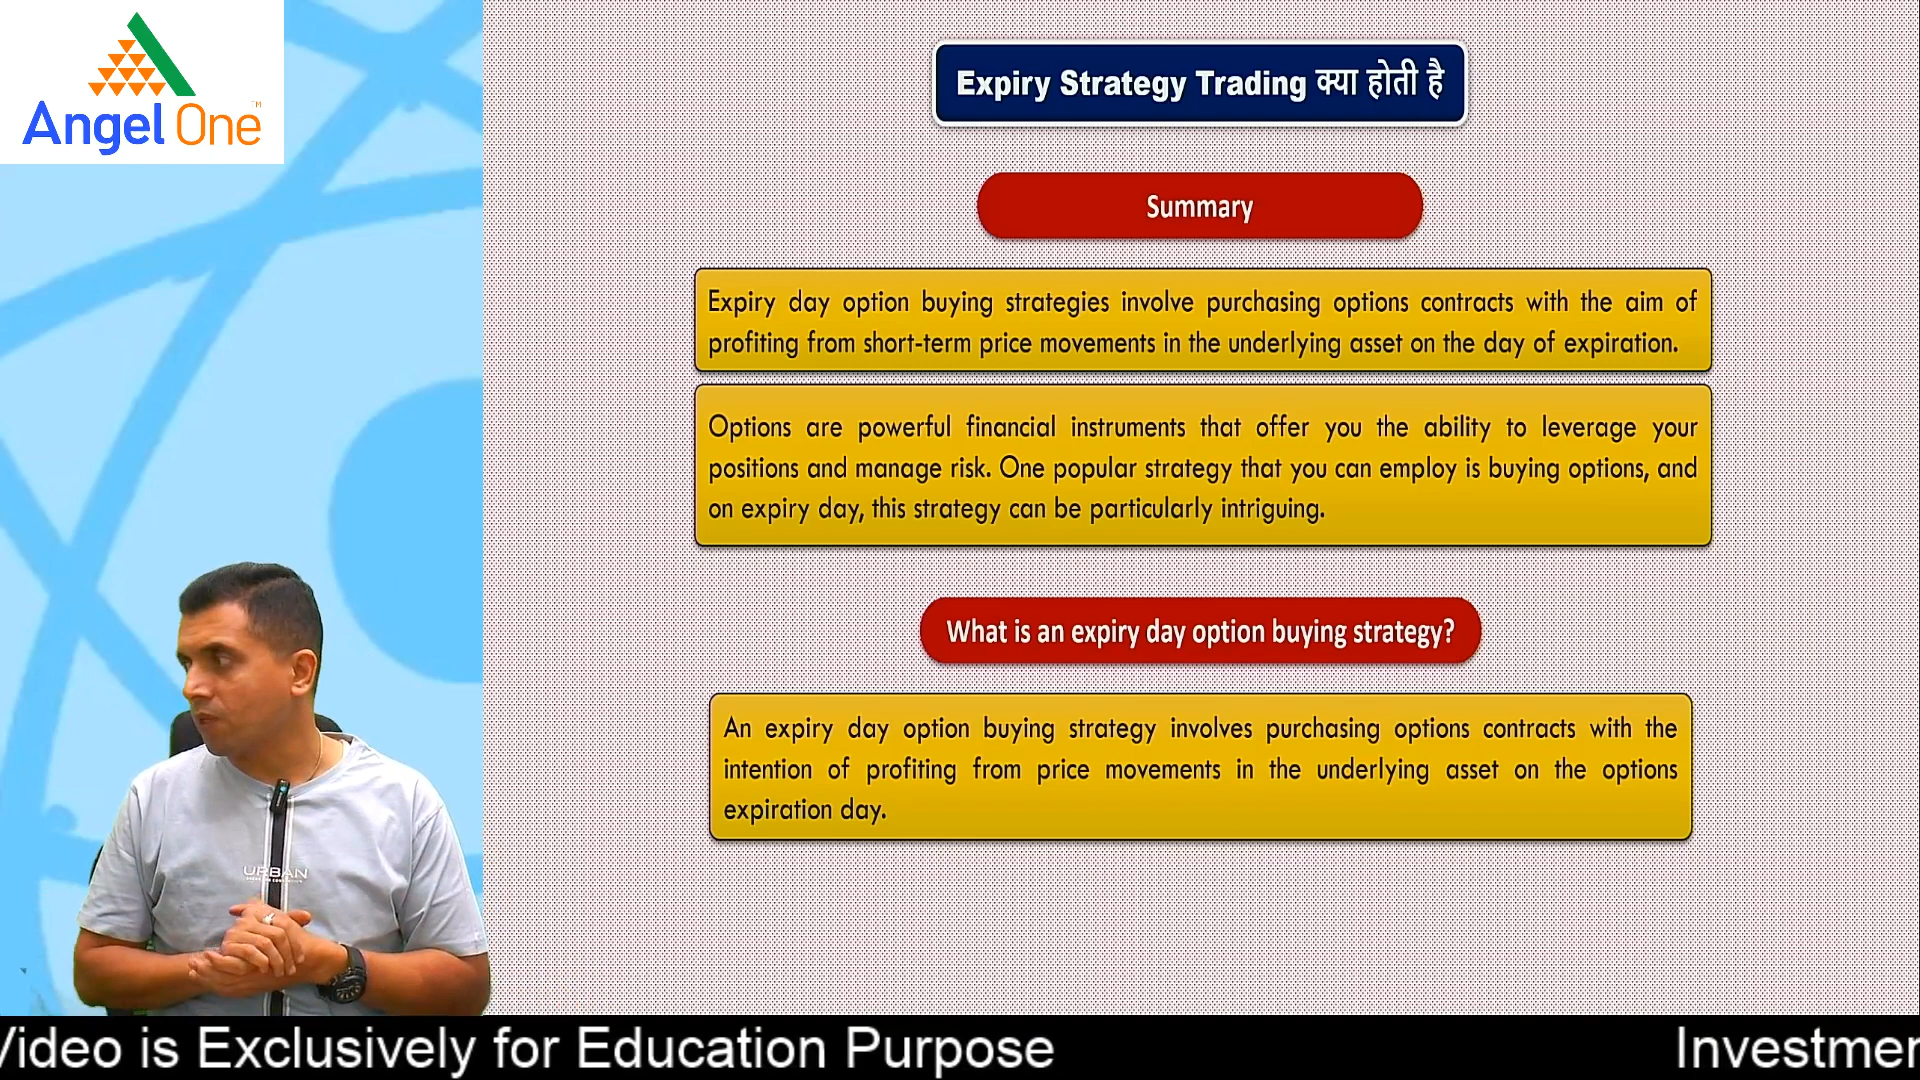 Angel One
TM
Expiry Strategy Trading क्या होती है
Summary
Expiry day option buying strategies involve purchasing options contracts with the aim of
profiting from short-term price movements in the underlying asset on the day of expiration.
Options are powerful financial instruments that offer you the ability to leverage your
positions and manage risk. One popular strategy that you can employ is buying options, and
on expiry day, this strategy can be particularly intriguing.
What is an expiry day option buying strategy?
An expiry day option buying strategy involves purchasing options contracts with the
intention of profiting from price movements in the underlying asset on the options
expiration day.
URBAN
Video is Exclusively for Education Purpose Investmen